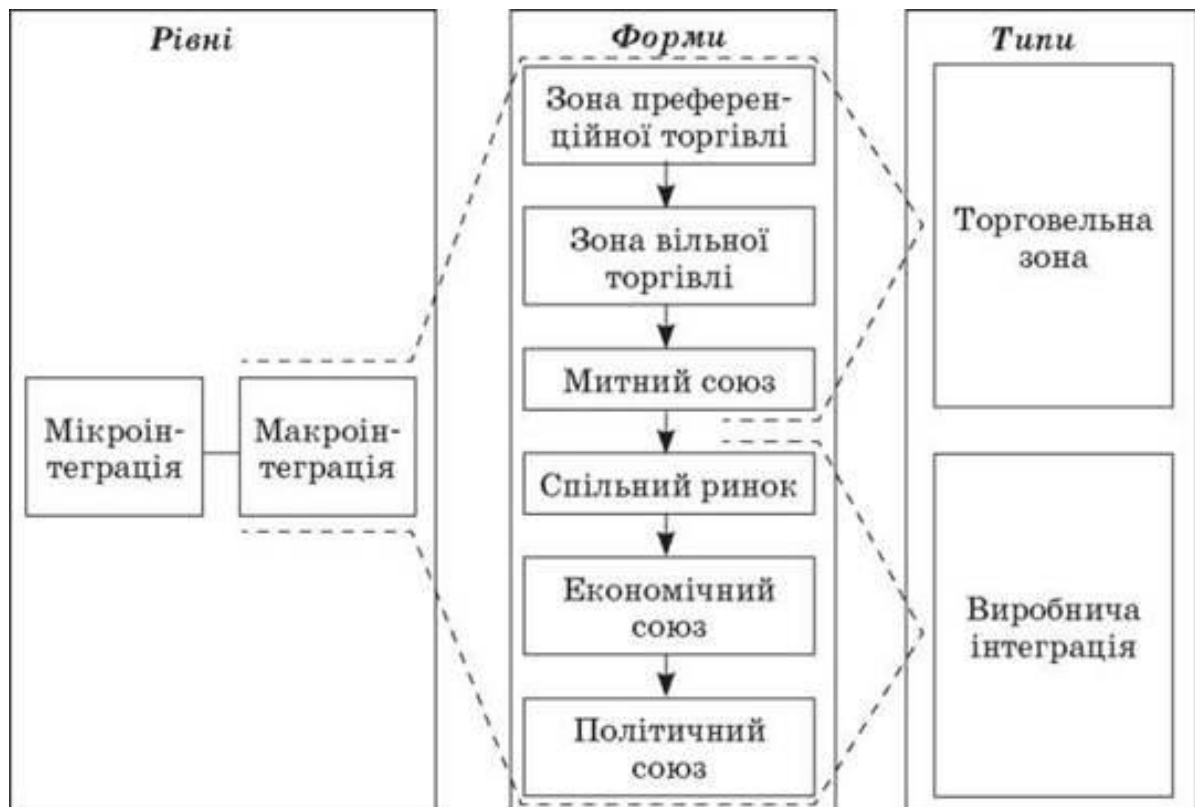 Рівні
Мікроін-
теграція
Макроін-
теграція
Форми
Зона преферен-
ційної торгівлі
Зона вільної
торгівлі
Митний союз
Спільний ринок
Економічний
союз
Політичний
союз
Типи
Торговельна
зона
Виробнича
інтеграція